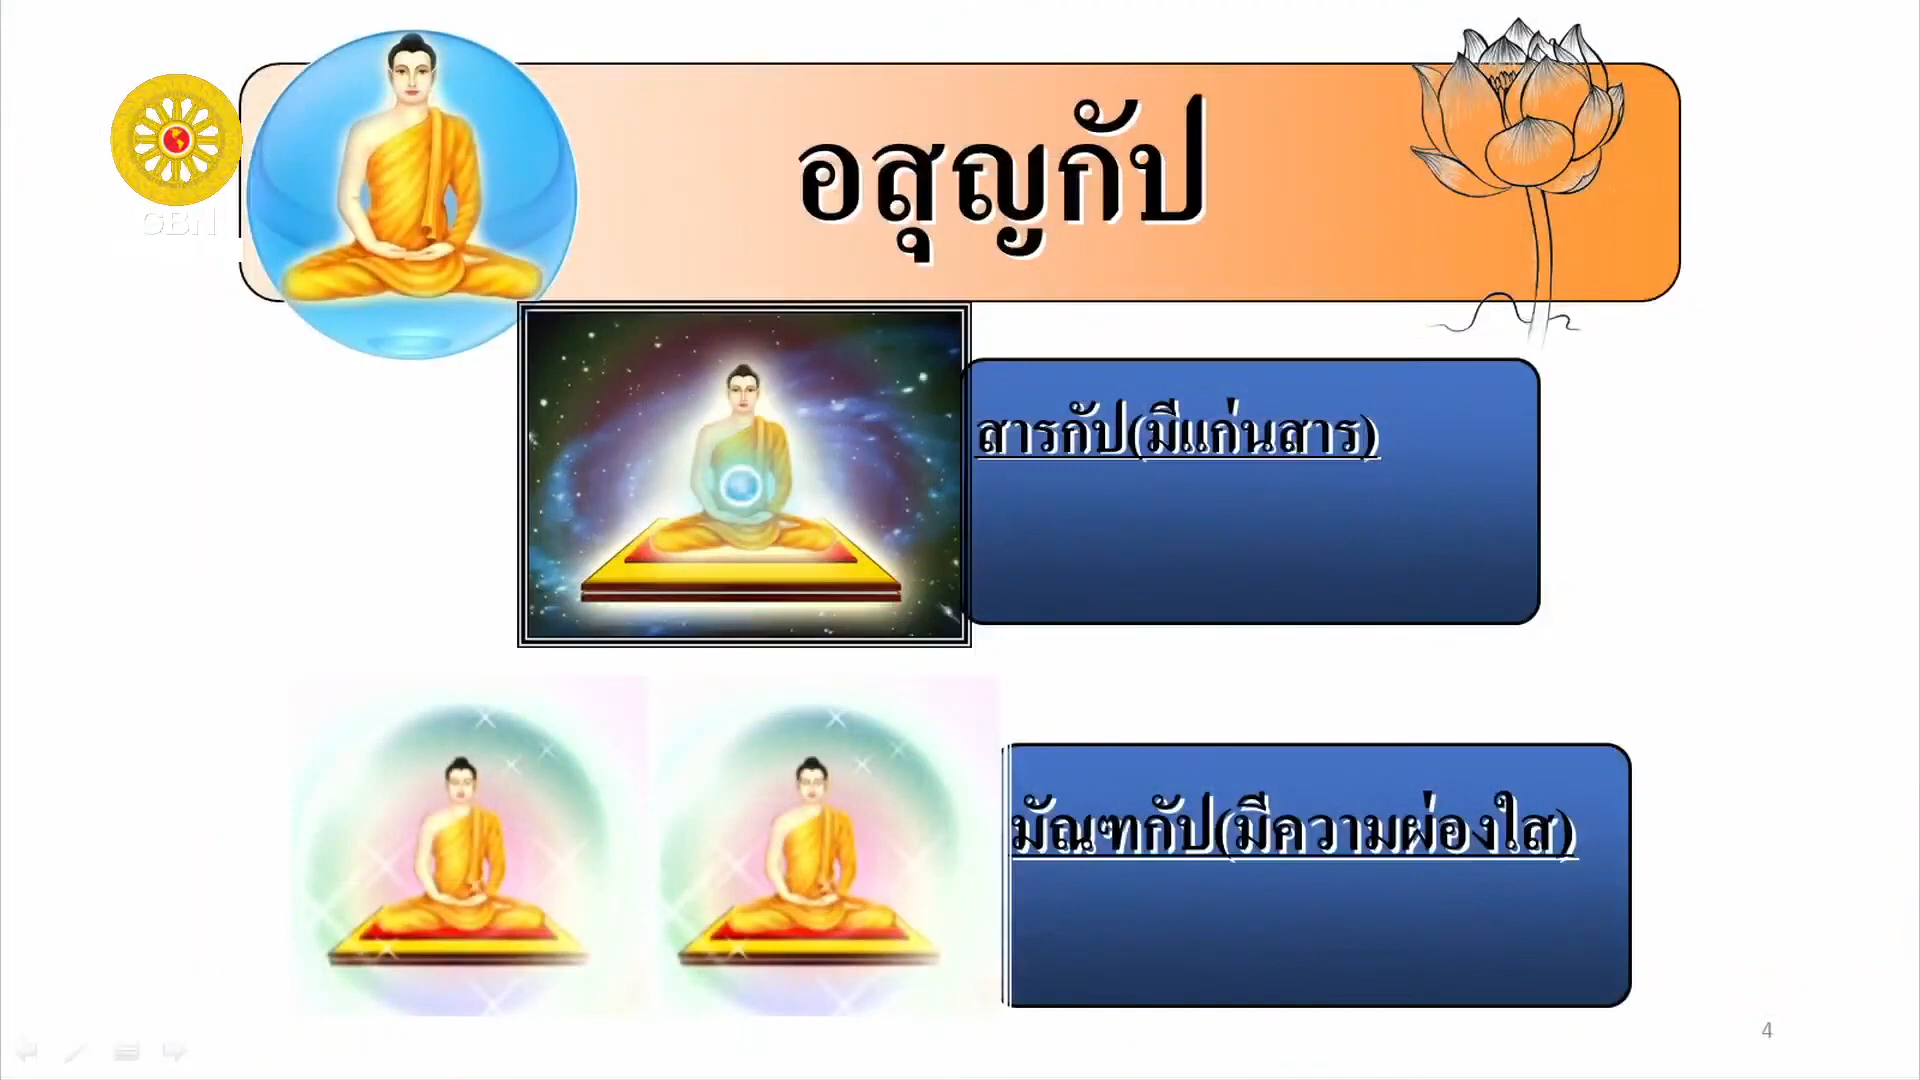 GBN
อสุญกัป
สารกัป(มีแก่นสาร)
มัณฑกัป(มีความผ่องใส)
4